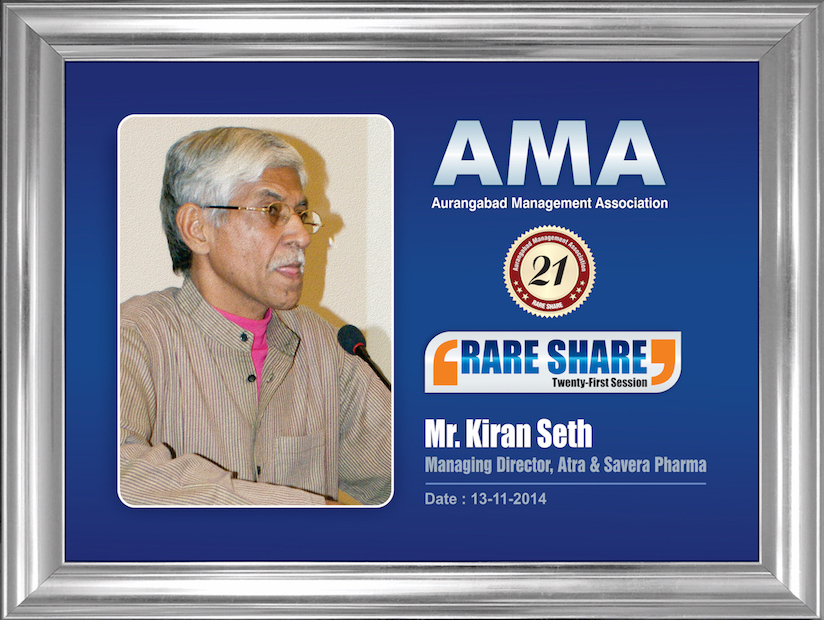 AMA
Aurangabad Management Association
Aurangabad Management Association
21
RARE SHARE
RARE SHARE
Twenty-First Session
Mr. Kiran Seth
Managing Director, Atra & Savera Pharma
Date : 13-11-2014